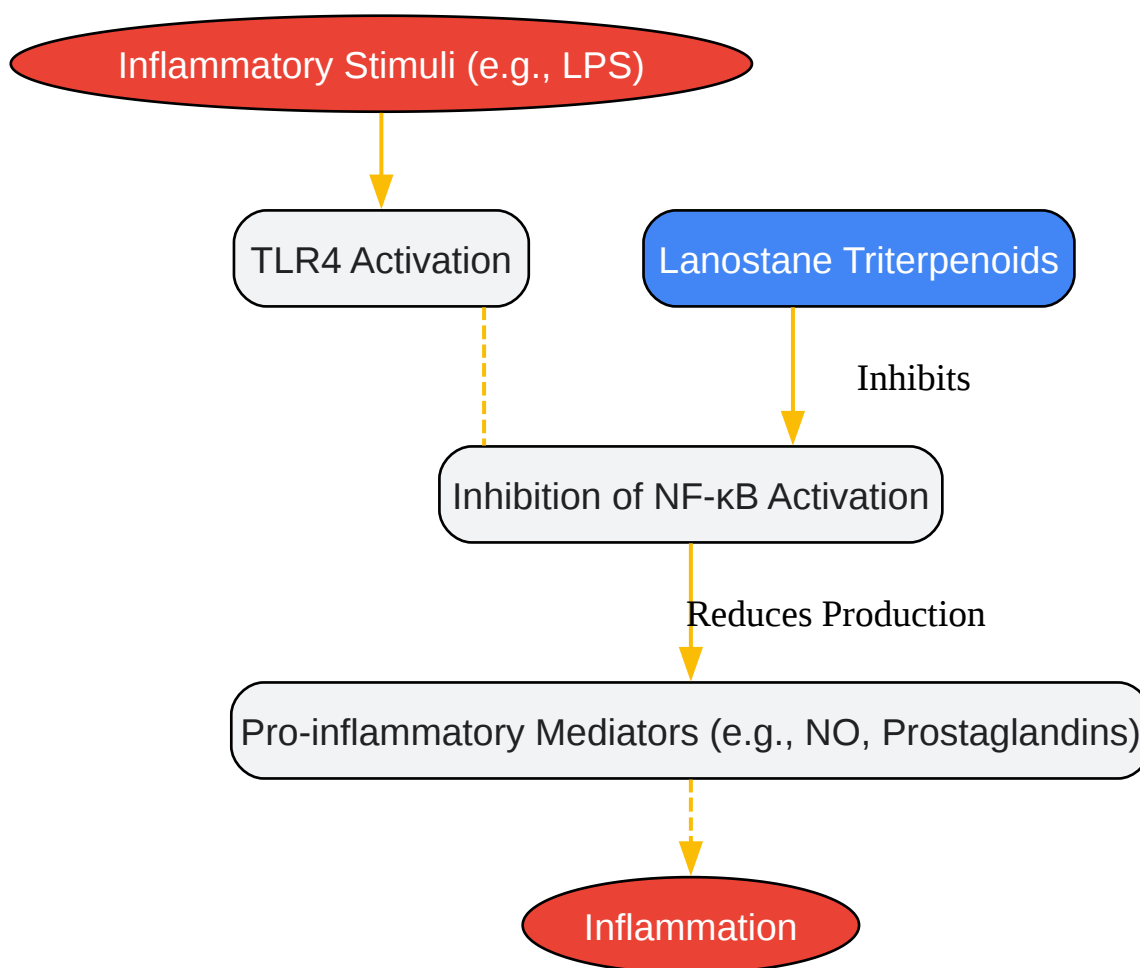 Inflammatory Stimuli (e.g., LPS)
TLR4 Activation
Lanostane Triterpenoids
Inhibits
Inhibition of NF-κB Activation
Reduces Production
Pro-inflammatory Mediators (e.g., NO, Prostaglandins)
Inflammation